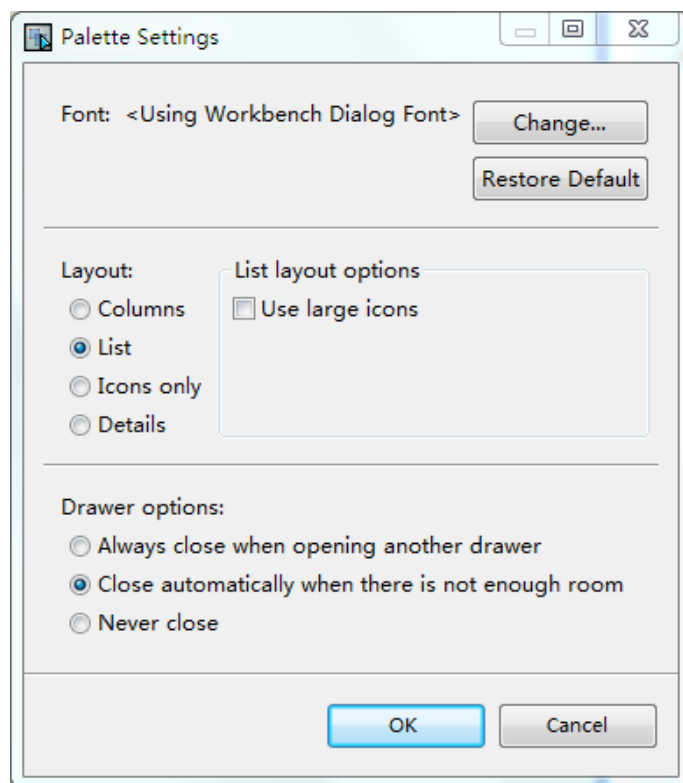 Palette Settings
Font: <Using Workbench Dialog Font>
Change...
Restore Default
Layout:
Columns
List
Icons only
Details
List layout options
Use large icons
Drawer options:
Always close when opening another drawer
Close automatically when there is not enough room
Never close
OK
Cancel